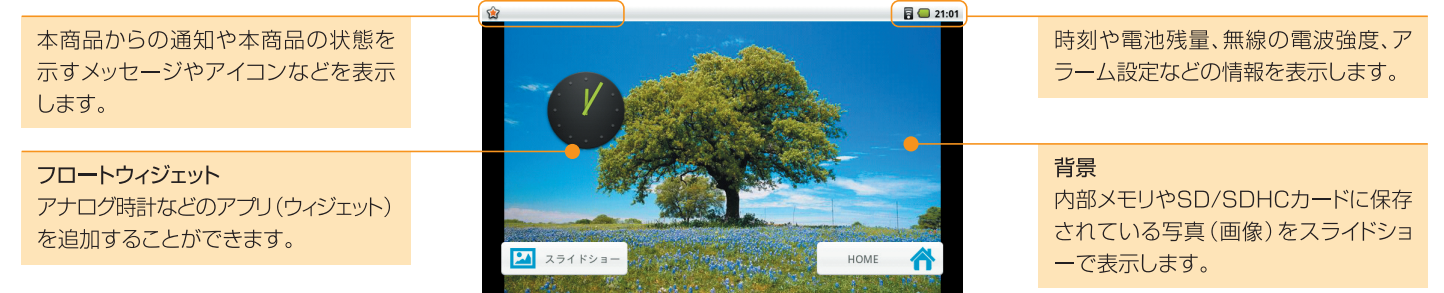 本商品からの通知や本商品の状態を
示すメッセージやアイコンなどを表示
します。
フロートウィジェット
アナログ時計などのアプリ（ウィジェット）
を追加することができます。
21:01
スライドショー
HOME
時刻や電池残量、無線の電波強度、ア
ラーム設定などの情報を表示します。
背景
内部メモリやSD/SDHCカードに保存
されている写真（画像）をスライドショ
ーで表示します。